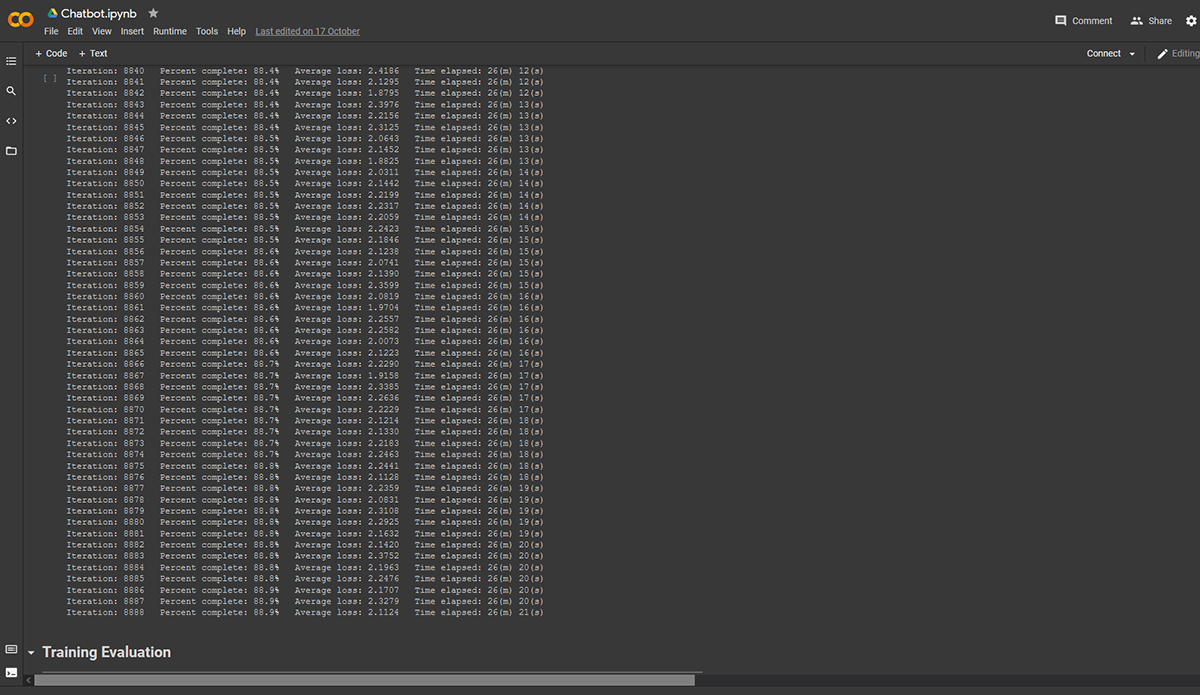 Chatbot.ipynb
File Edit View Insert Runtime Tools Help Last edited on 17 October
Comment Share
+ Code + Text
Connect Editing
[ ]
Iteration: 8840 Percent complete: 88.4% Average loss: 2.4186 Time elapsed: 26(m) 12(s)
Iteration: 8841 Percent complete: 88.4% Average loss: 2.1295 Time elapsed: 26(m) 12(s)
Iteration: 8842 Percent complete: 88.4% Average loss: 1.8795 Time elapsed: 26(m) 12(s)
Iteration: 8843 Percent complete: 88.4% Average loss: 2.3976 Time elapsed: 26(m) 13(s)
Iteration: 8844 Percent complete: 88.4% Average loss: 2.2156 Time elapsed: 26(m) 13(s)
Iteration: 8845 Percent complete: 88.4% Average loss: 2.3125 Time elapsed: 26(m) 13(s)
Iteration: 8846 Percent complete: 88.5% Average loss: 2.0643 Time elapsed: 26(m) 13(s)
Iteration: 8847 Percent complete: 88.5% Average loss: 2.1452 Time elapsed: 26(m) 13(s)
Iteration: 8848 Percent complete: 88.5% Average loss: 1.8825 Time elapsed: 26(m) 13(s)
Iteration: 8849 Percent complete: 88.5% Average loss: 2.0311 Time elapsed: 26(m) 14(s)
Iteration: 8850 Percent complete: 88.5% Average loss: 2.1442 Time elapsed: 26(m) 14(s)
Iteration: 8851 Percent complete: 88.5% Average loss: 2.2199 Time elapsed: 26(m) 14(s)
Iteration: 8852 Percent complete: 88.5% Average loss: 2.2317 Time elapsed: 26(m) 14(s)
Iteration: 8853 Percent complete: 88.5% Average loss: 2.2059 Time elapsed: 26(m) 14(s)
Iteration: 8854 Percent complete: 88.5% Average loss: 2.2423 Time elapsed: 26(m) 15(s)
Iteration: 8855 Percent complete: 88.5% Average loss: 2.1846 Time elapsed: 26(m) 15(s)
Iteration: 8856 Percent complete: 88.6% Average loss: 2.1238 Time elapsed: 26(m) 15(s)
Iteration: 8857 Percent complete: 88.6% Average loss: 2.0741 Time elapsed: 26(m) 15(s)
Iteration: 8858 Percent complete: 88.6% Average loss: 2.1390 Time elapsed: 26(m) 15(s)
Iteration: 8859 Percent complete: 88.6% Average loss: 2.3599 Time elapsed: 26(m) 15(s)
Iteration: 8860 Percent complete: 88.6% Average loss: 2.0819 Time elapsed: 26(m) 16(s)
Iteration: 8861 Percent complete: 88.6% Average loss: 1.9704 Time elapsed: 26(m) 16(s)
Iteration: 8862 Percent complete: 88.6% Average loss: 2.2557 Time elapsed: 26(m) 16(s)
Iteration: 8863 Percent complete: 88.6% Average loss: 2.2582 Time elapsed: 26(m) 16(s)
Iteration: 8864 Percent complete: 88.6% Average loss: 2.0073 Time elapsed: 26(m) 16(s)
Iteration: 8865 Percent complete: 88.6% Average loss: 2.1223 Time elapsed: 26(m) 16(s)
Iteration: 8866 Percent complete: 88.7% Average loss: 2.2290 Time elapsed: 26(m) 17(s)
Iteration: 8867 Percent complete: 88.7% Average loss: 1.9158 Time elapsed: 26(m) 17(s)
Iteration: 8868 Percent complete: 88.7% Average loss: 2.3385 Time elapsed: 26(m) 17(s)
Iteration: 8869 Percent complete: 88.7% Average loss: 2.2636 Time elapsed: 26(m) 17(s)
Iteration: 8870 Percent complete: 88.7% Average loss: 2.2229 Time elapsed: 26(m) 17(s)
Iteration: 8871 Percent complete: 88.7% Average loss: 2.1214 Time elapsed: 26(m) 18(s)
Iteration: 8872 Percent complete: 88.7% Average loss: 2.1330 Time elapsed: 26(m) 18(s)
Iteration: 8873 Percent complete: 88.7% Average loss: 2.2183 Time elapsed: 26(m) 18(s)
Iteration: 8874 Percent complete: 88.7% Average loss: 2.2463 Time elapsed: 26(m) 18(s)
Iteration: 8875 Percent complete: 88.8% Average loss: 2.2441 Time elapsed: 26(m) 18(s)
Iteration: 8876 Percent complete: 88.8% Average loss: 2.1128 Time elapsed: 26(m) 18(s)
Iteration: 8877 Percent complete: 88.8% Average loss: 2.2359 Time elapsed: 26(m) 19(s)
Iteration: 8878 Percent complete: 88.8% Average loss: 2.0831 Time elapsed: 26(m) 19(s)
Iteration: 8879 Percent complete: 88.8% Average loss: 2.3108 Time elapsed: 26(m) 19(s)
Iteration: 8880 Percent complete: 88.8% Average loss: 2.2925 Time elapsed: 26(m) 19(s)
Iteration: 8881 Percent complete: 88.8% Average loss: 2.1632 Time elapsed: 26(m) 19(s)
Iteration: 8882 Percent complete: 88.8% Average loss: 2.1420 Time elapsed: 26(m) 20(s)
Iteration: 8883 Percent complete: 88.8% Average loss: 2.3752 Time elapsed: 26(m) 20(s)
Iteration: 8884 Percent complete: 88.8% Average loss: 2.1963 Time elapsed: 26(m) 20(s)
Iteration: 8885 Percent complete: 88.8% Average loss: 2.2476 Time elapsed: 26(m) 20(s)
Iteration: 8886 Percent complete: 88.9% Average loss: 2.1707 Time elapsed: 26(m) 20(s)
Iteration: 8887 Percent complete: 88.9% Average loss: 2.3279 Time elapsed: 26(m) 20(s)
Iteration: 8888 Percent complete: 88.9% Average loss: 2.1124 Time elapsed: 26(m) 21(s)
Training Evaluation